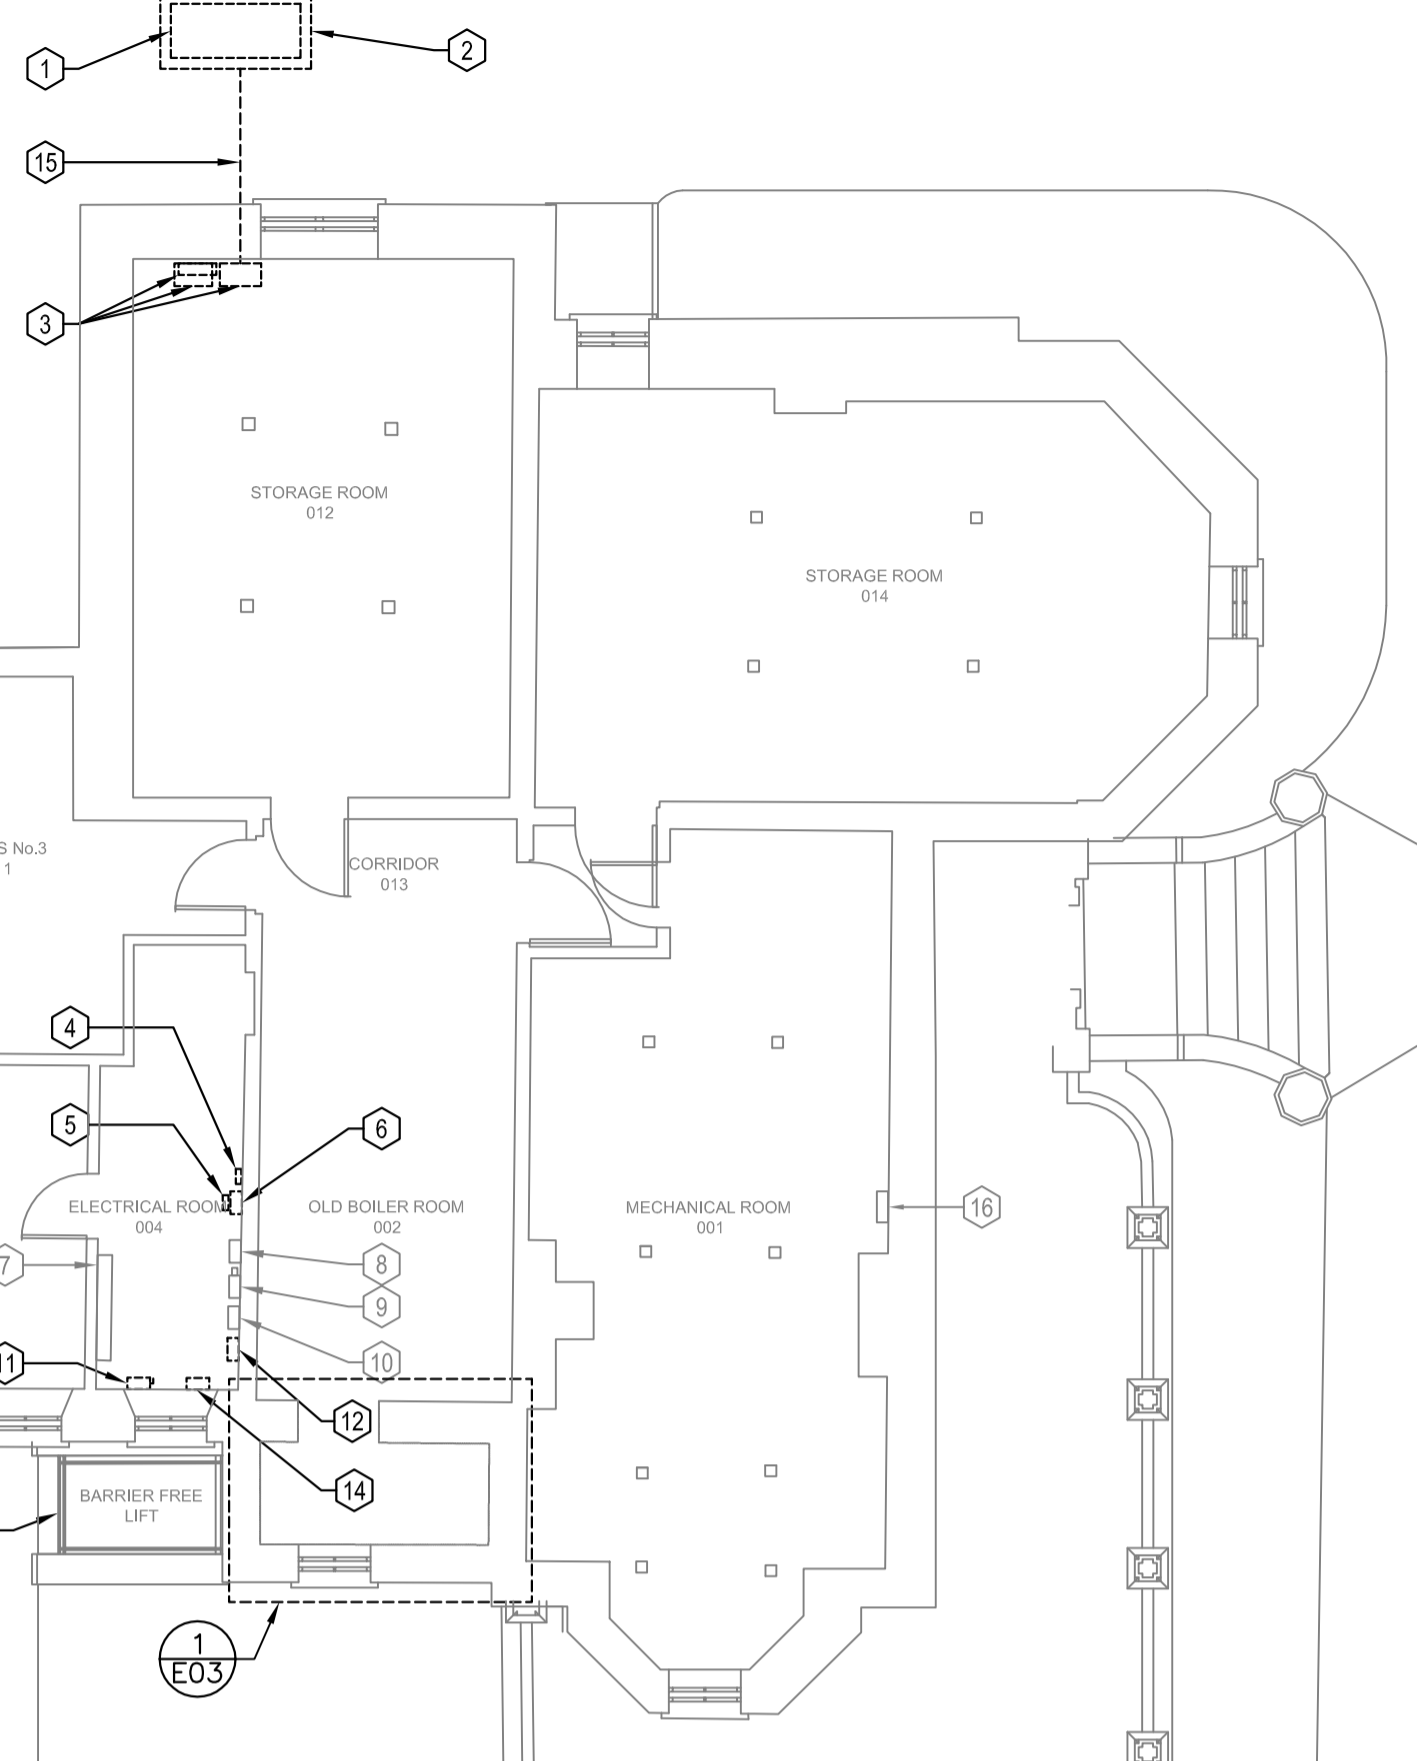 1
2
15
3
STORAGE ROOM
012
STORAGE ROOM
014
S No.3
1
CORRIDOR
013
4
5
6
ELECTRICAL ROOM
004
OLD BOILER ROOM
002
MECHANICAL ROOM
001
16
7
8
9
10
11
12
14
BARRIER FREE
LIFT
1
E03